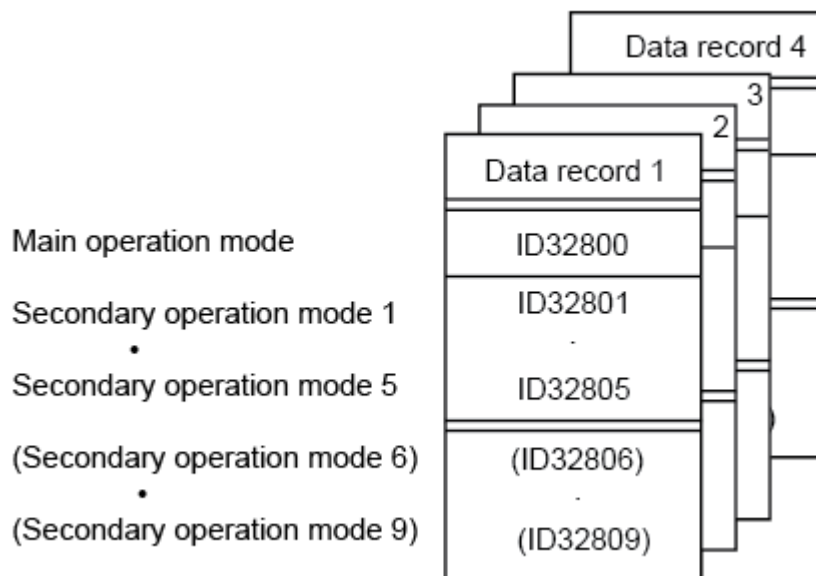 Data record 4
3
2
Data record 1
Main operation mode
ID32800
Secondary operation mode 1
ID32801
•
.
Secondary operation mode 5
ID32805
(Secondary operation mode 6)
(ID32806)
•
.
(Secondary operation mode 9)
(ID32809)
)